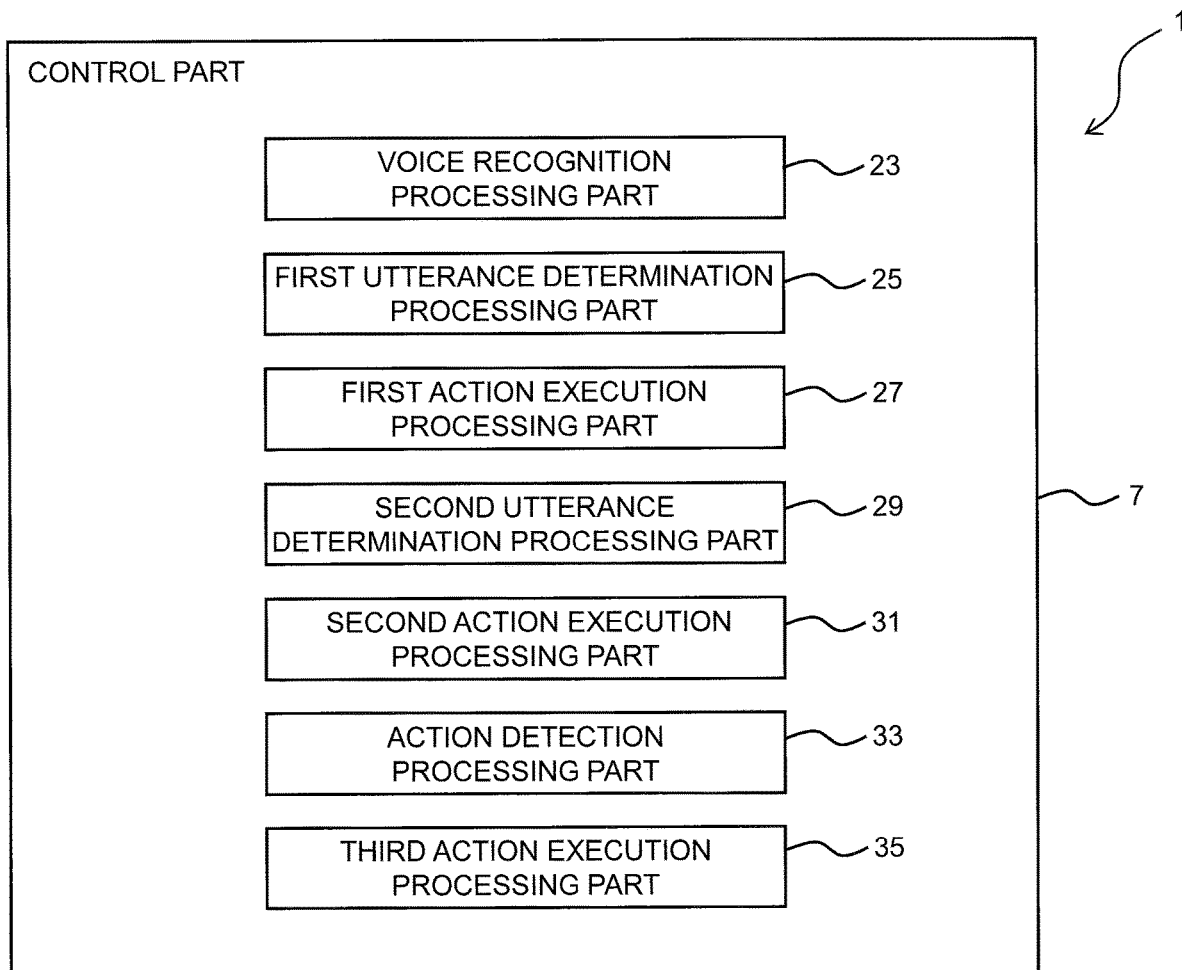 1
CONTROL PART
VOICE RECOGNITION
PROCESSING PART
23
FIRST UTTERANCE DETERMINATION
PROCESSING PART
25
FIRST ACTION EXECUTION
PROCESSING PART
27
SECOND UTTERANCE
DETERMINATION PROCESSING PART
29
7
SECOND ACTION EXECUTION
PROCESSING PART
31
ACTION DETECTION
PROCESSING PART
33
THIRD ACTION EXECUTION
PROCESSING PART
35